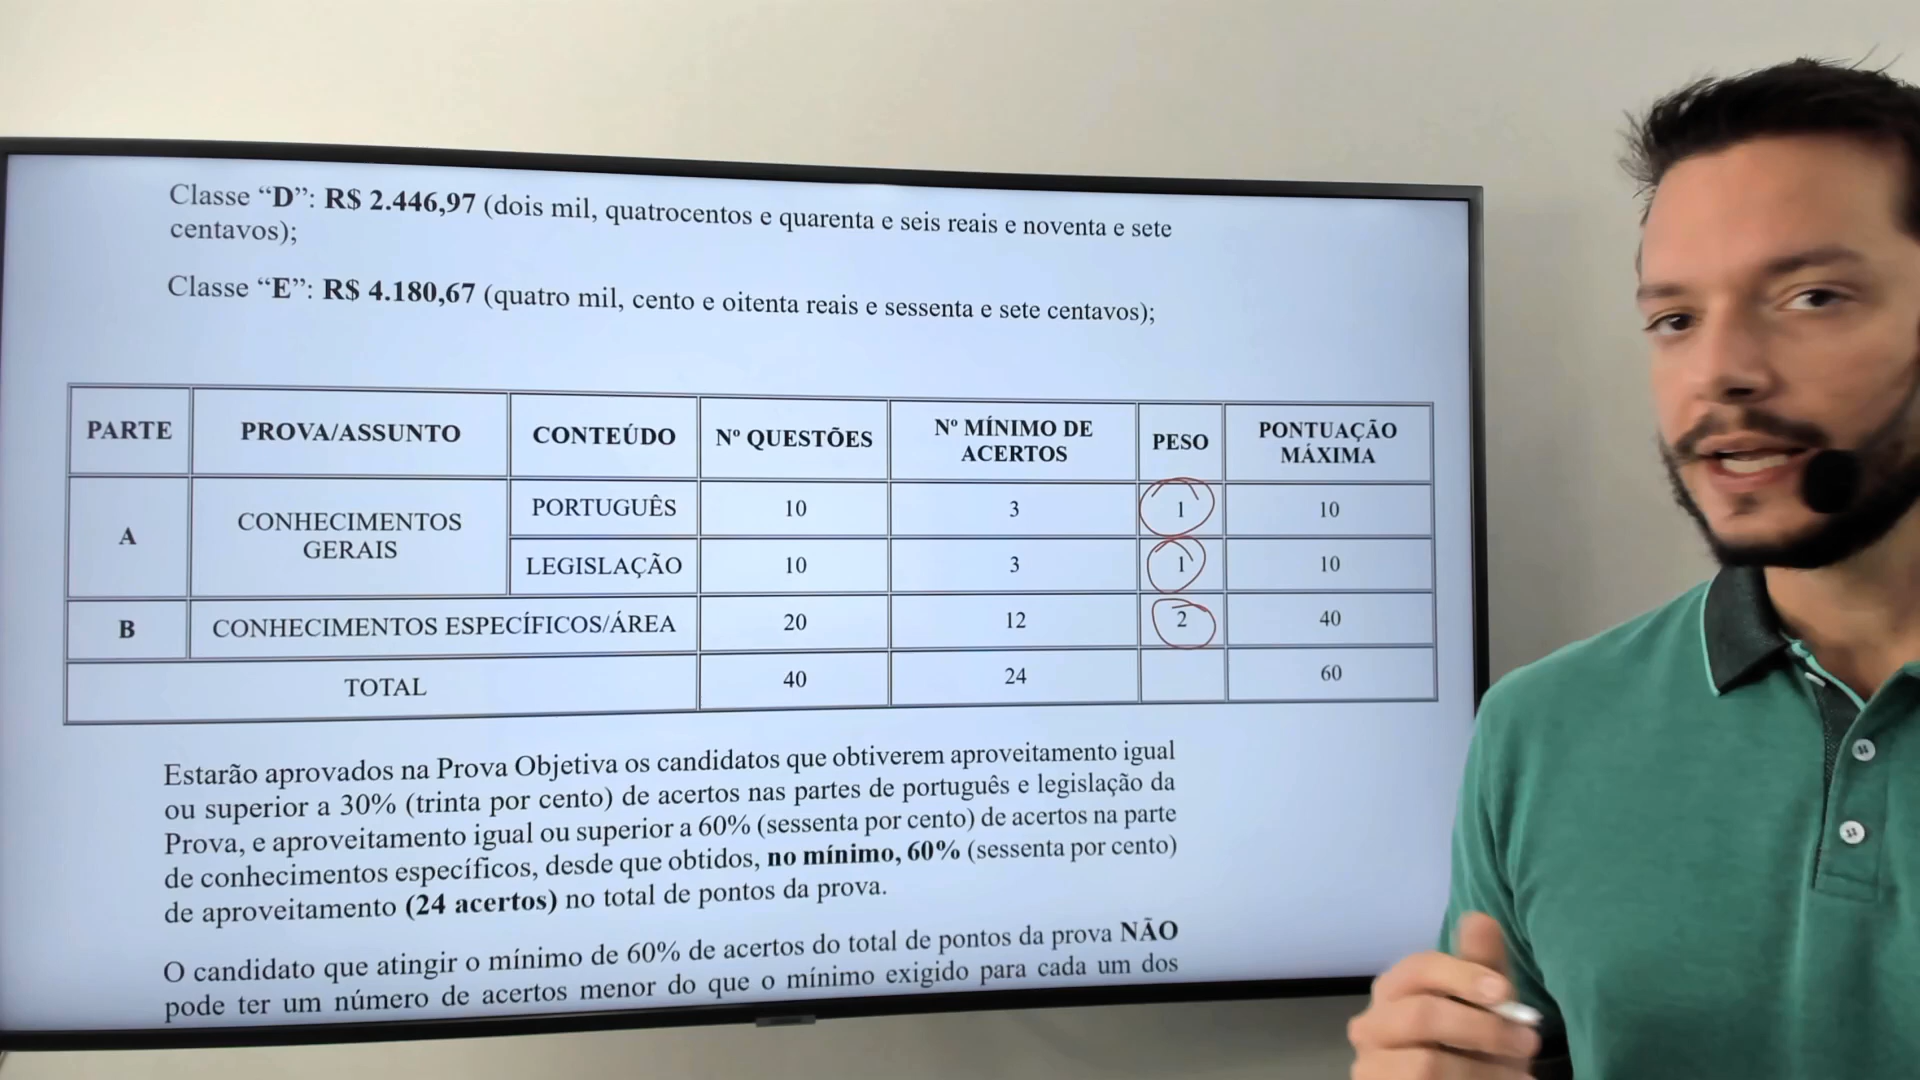 Classe “D”: R$ 2.446,97 (dois mil, quatrocentos e quarenta e seis reais e noventa e sete
centavos);
Classe “E”: R$ 4.180,67 (quatro mil, cento e oitenta reais e sessenta e sete centavos);
PARTE PROVA/ASSUNTO CONTEÚDO Nº QUESTÕES Nº MÍNIMO DE ACERTOS PESO PONTUAÇÃO MÁXIMA
A CONHECIMENTOS GERAIS PORTUGUÊS 10 3 1 10
LEGISLAÇÃO 10 3 1 10
B CONHECIMENTOS ESPECÍFICOS/ÁREA 20 12 2 40
TOTAL 40 24 60
Estarão aprovados na Prova Objetiva os candidatos que obtiverem aproveitamento igual
ou superior a 30% (trinta por cento) de acertos nas partes de português e legislação da
Prova, e aproveitamento igual ou superior a 60% (sessenta por cento) de acertos na parte
de conhecimentos específicos, desde que obtidos, no mínimo, 60% (sessenta por cento)
de aproveitamento (24 acertos) no total de pontos da prova.
O candidato que atingir o mínimo de 60% de acertos do total de pontos da prova NÃO
pode ter um número de acertos menor do que o mínimo exigido para cada um dos